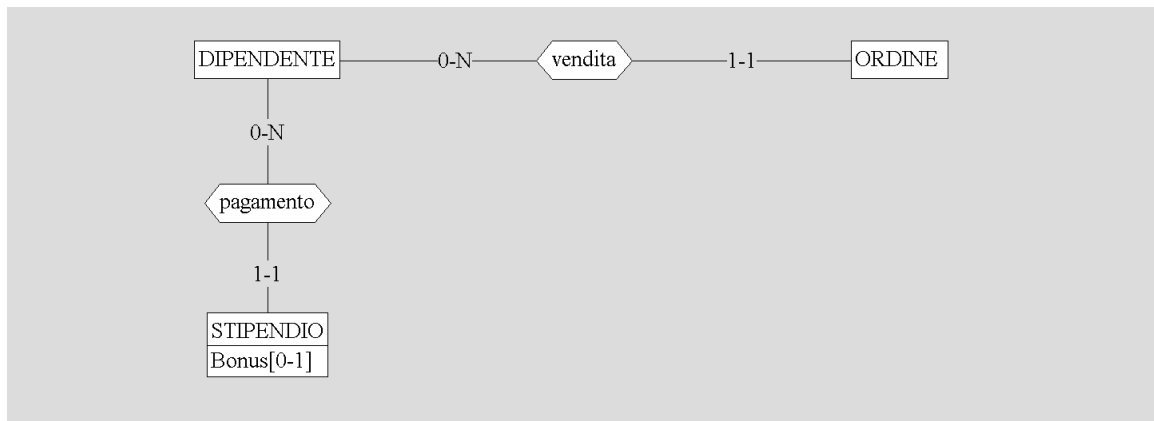 DIPENDENTE 0-N vendita 1-1 ORDINE
0-N
pagamento
1-1
STIPENDIO
Bonus[0-1]